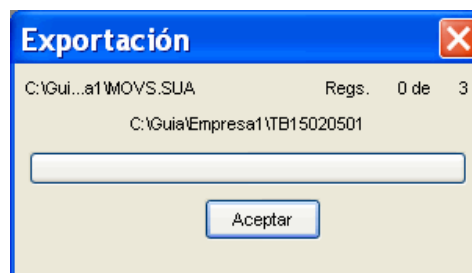 Exportación
C:\Gui...a1\MOVS.SUA Regs. 0 de 3
C:\Guia\Empresa1\TB15020501
Aceptar